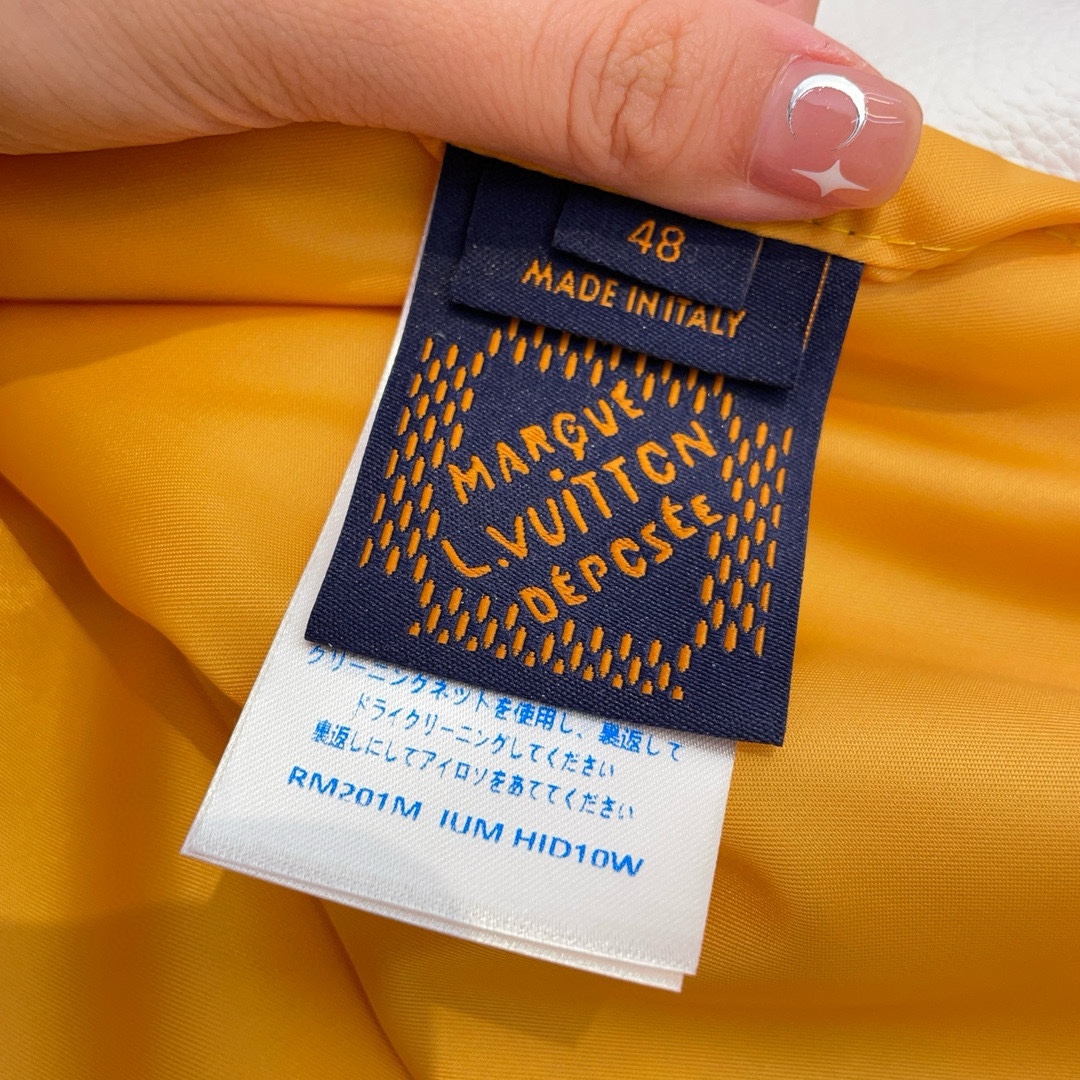 48
MADE IN ITALY
MARQUE
L.VUITTON
DÉPOSÉE
クリーニングネットを使用し、裏返して
ドライクリーニングしてください
裏返しにしてアイロンをあててください
RM201M IUM HID10W